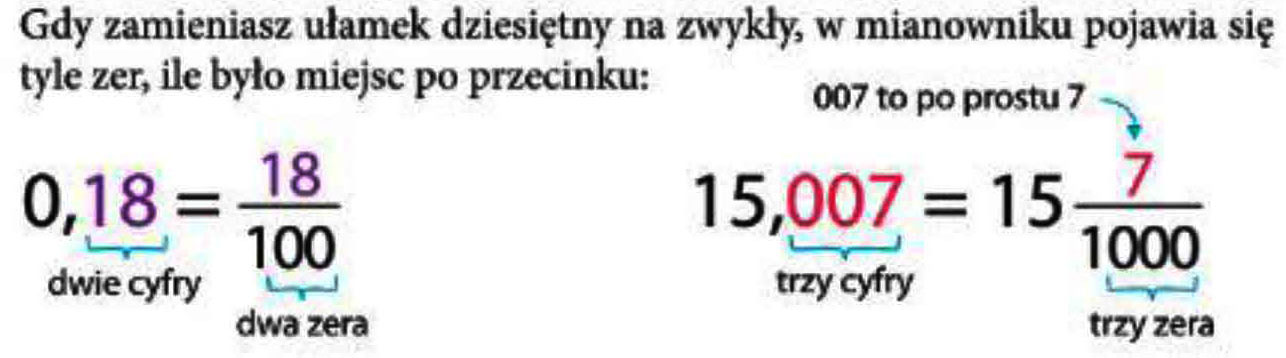 Gdy zamieniasz ułamek dziesiętny na zwykły, w mianowniku pojawia się
tyle zer, ile było miejsc po przecinku:
007 to po prostu 7
0,18 = 18/100
dwie cyfry
dwa zera
15,007 = 15 7/1000
trzy cyfry
trzy zera